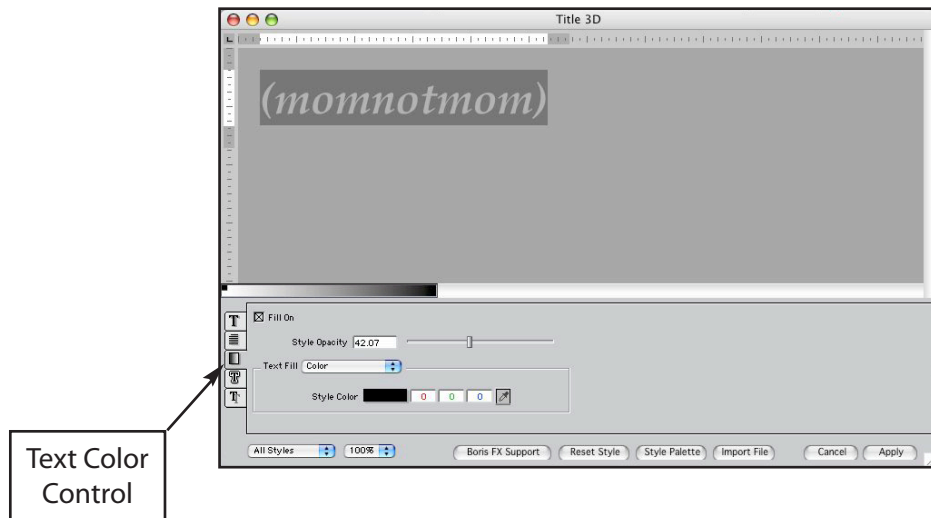 Title 3D
(momnotmom)
Fill On
Style Opacity 42.07
Text Fill Color
Style Color 0 0 0
All Styles 100% Boris FX Support Reset Style Style Palette Import File Cancel Apply
Text Color
Control